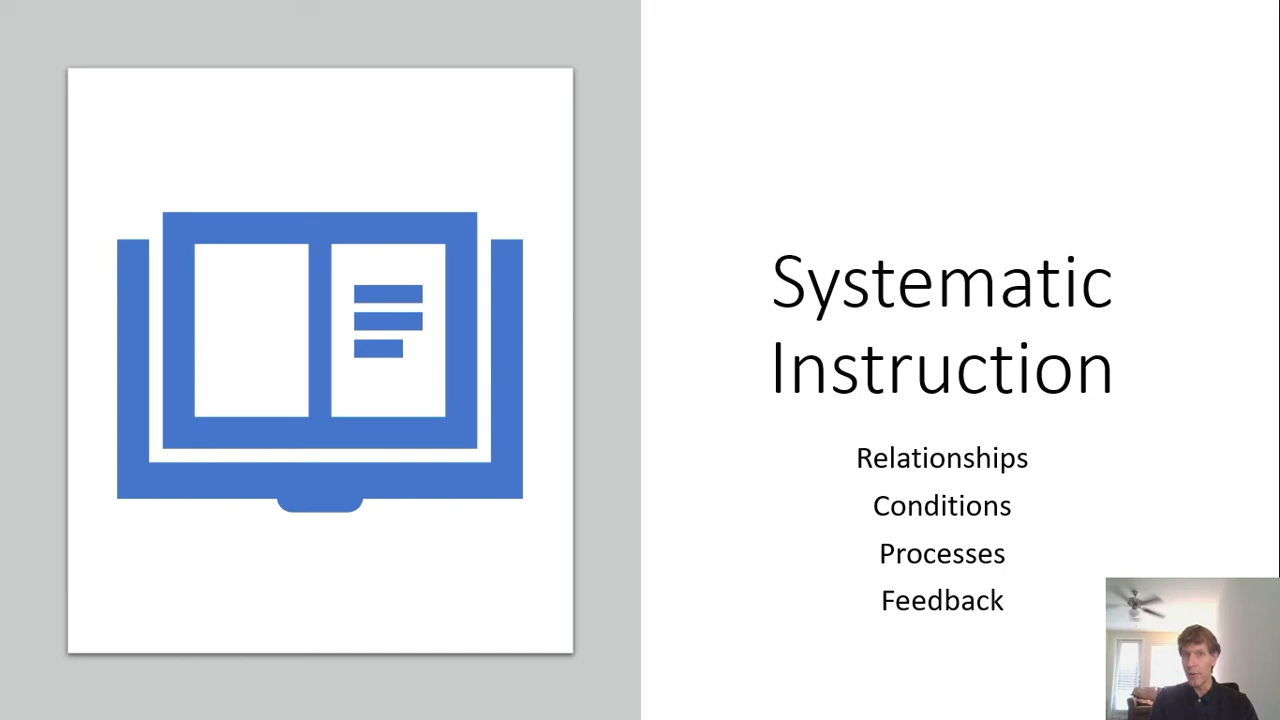 Systematic
Instruction
Relationships
Conditions
Processes
Feedback